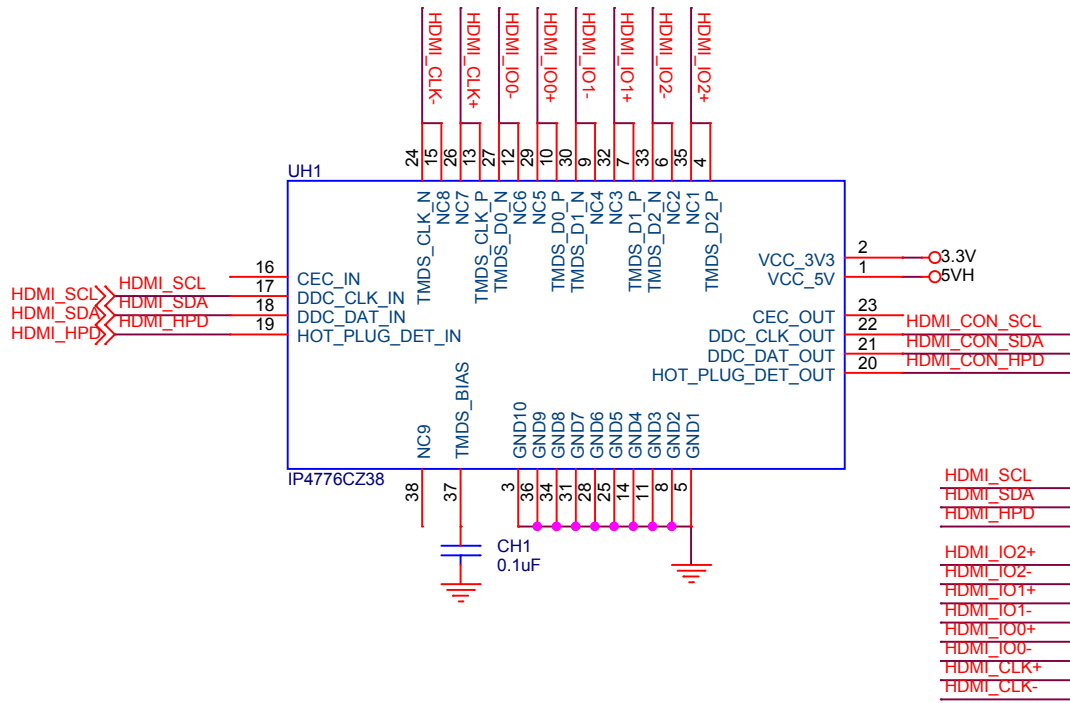 HDMI_CLK-
HDMI_CLK+
HDMI_IO0-
HDMI_IO0+
HDMI_IO1-
HDMI_IO1+
HDMI_IO2-
HDMI_IO2+
24
15
26
13
27
12
29
10
30
9
32
7
33
6
35
4
UH1
TMDS_CLK_N
NC8
NC7
TMDS_CLK_P
TMDS_D0_N
NC6
NC5
TMDS_D0_P
TMDS_D1_N
NC4
NC3
TMDS_D1_P
TMDS_D2_N
NC2
NC1
TMDS_D2_P
VCC_3V3 2 3.3V
VCC_5V 1 5VH
16 CEC_IN
HDMI_SCL HDMI_SCL 17 DDC_CLK_IN
HDMI_SDA HDMI_SDA 18 DDC_DAT_IN
HDMI_HPD HDMI_HPD 19 HOT_PLUG_DET_IN
CEC_OUT 23
DDC_CLK_OUT 22 HDMI_CON_SCL
DDC_DAT_OUT 21 HDMI_CON_SDA
HOT_PLUG_DET_OUT 20 HDMI_CON_HPD
NC9
TMDS_BIAS
GND10
GND9
GND8
GND7
GND6
GND5
GND4
GND3
GND2
GND1
IP4776CZ38
38
37
3
36
34
31
28
25
14
11
8
5
CH1
0.1uF
HDMI_SCL
HDMI_SDA
HDMI_HPD
HDMI_IO2+
HDMI_IO2-
HDMI_IO1+
HDMI_IO1-
HDMI_IO0+
HDMI_IO0-
HDMI_CLK+
HDMI_CLK-